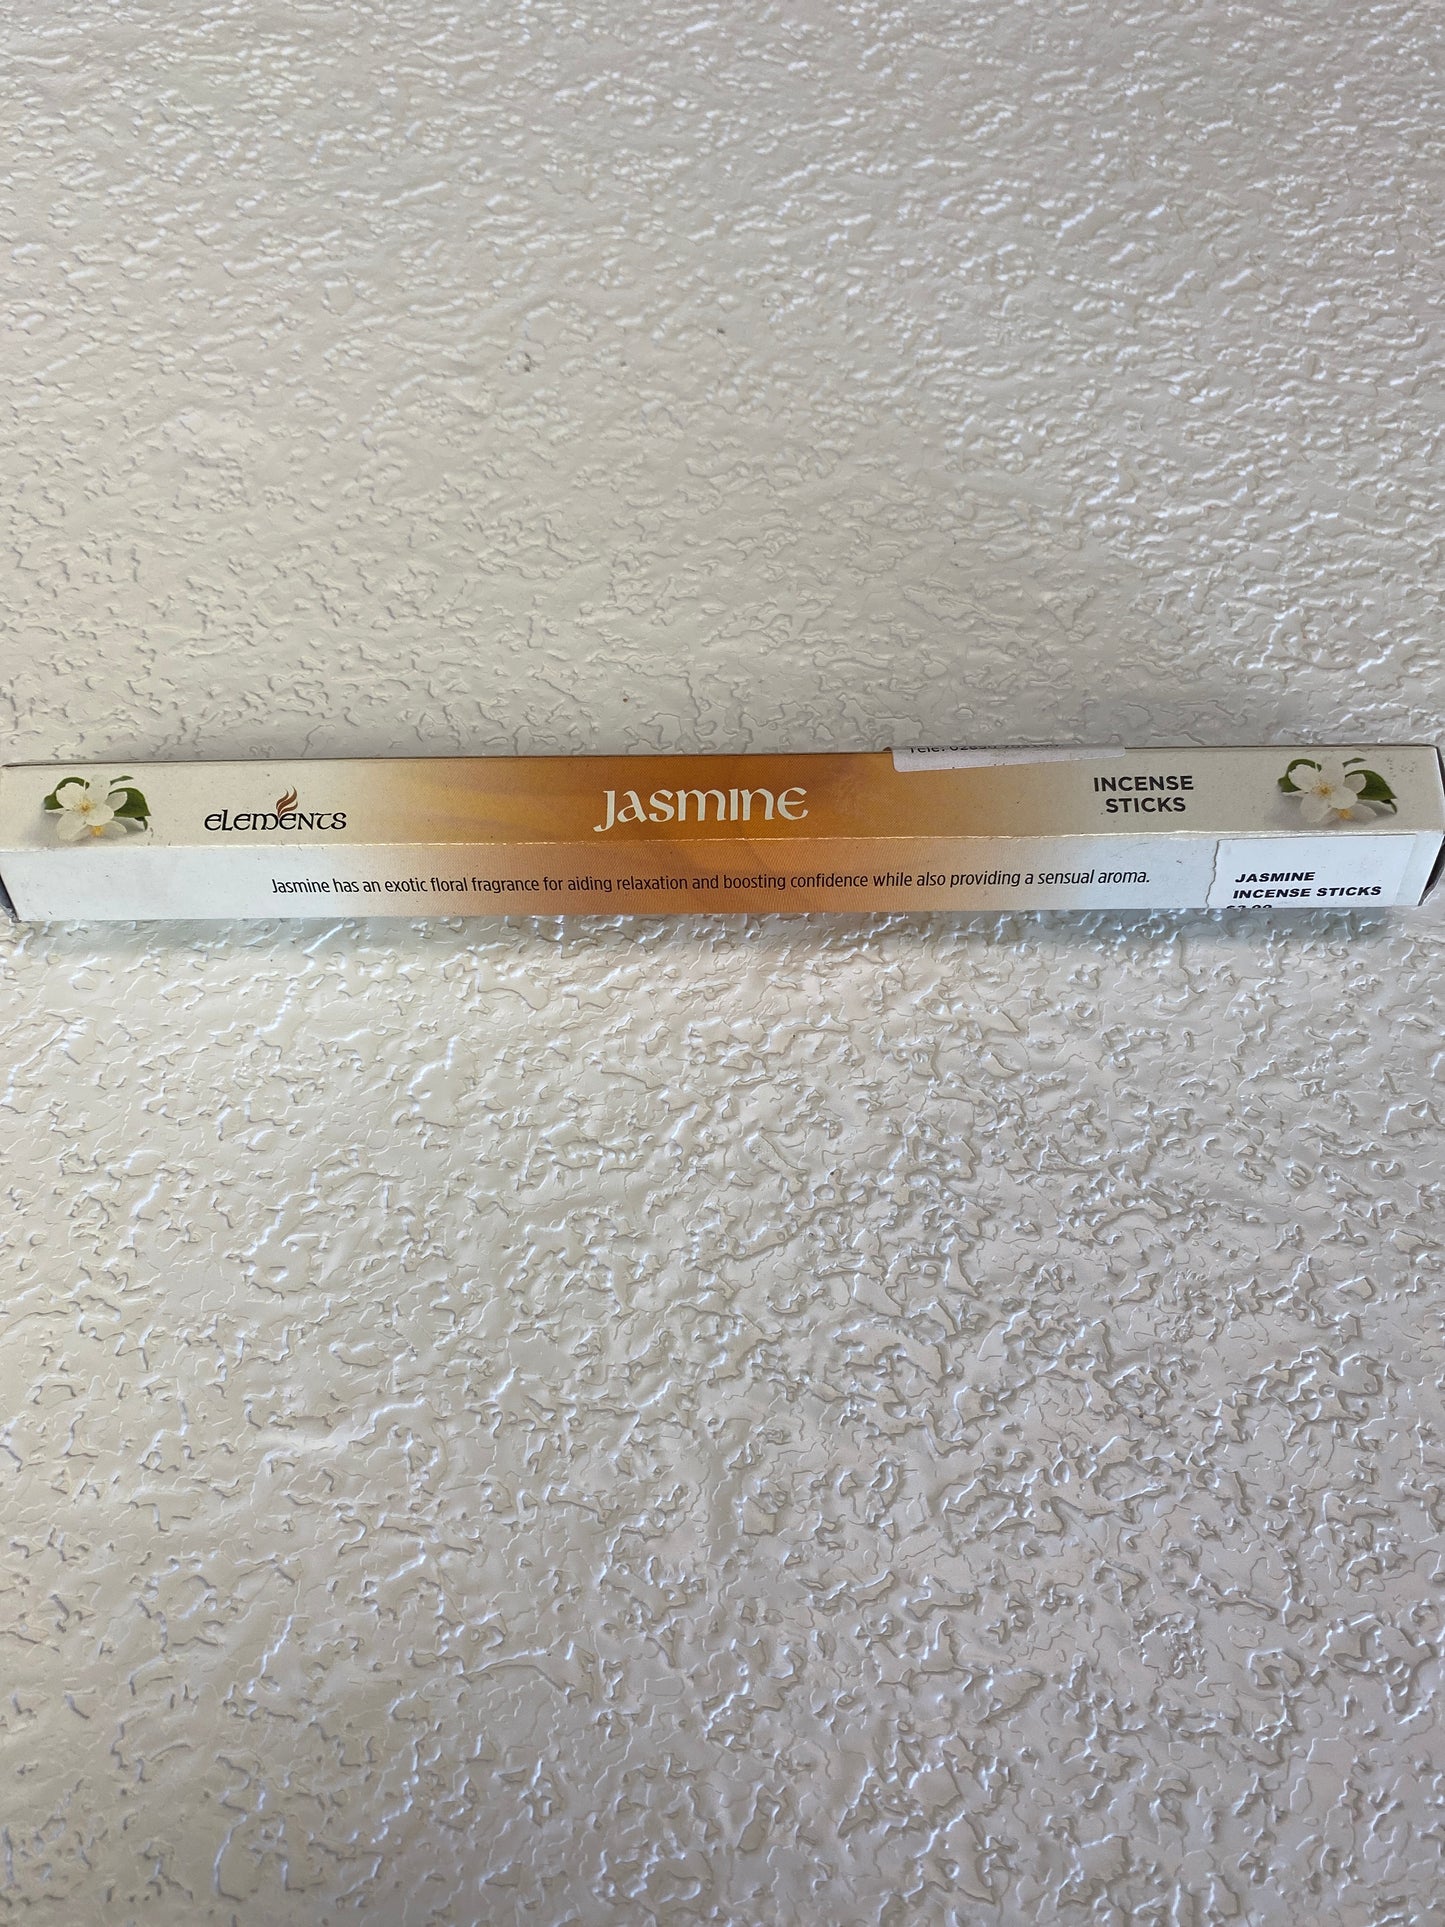 Tele:
elements
JASMINE
INCENSE
STICKS
Jasmine has an exotic floral fragrance for aiding relaxation and boosting confidence while also providing a sensual aroma.
JASMINE
INCENSE STICKS